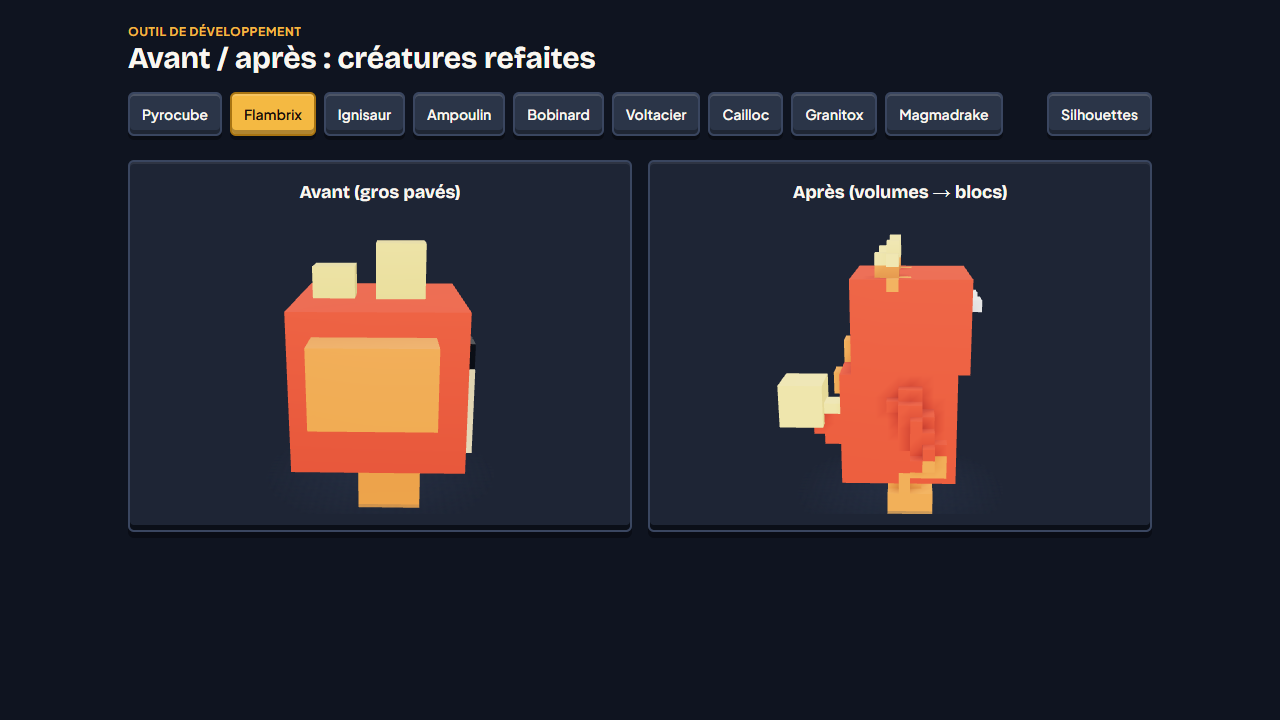 OUTIL DE DÉVELOPPEMENT
Avant / après : créatures refaites
Pyrocube Flambrix Ignisaur Ampoulin Bobinard Voltacier Cailloc Granitox Magmadrake Silhouettes
Avant (gros pavés)
Après (volumes → blocs)